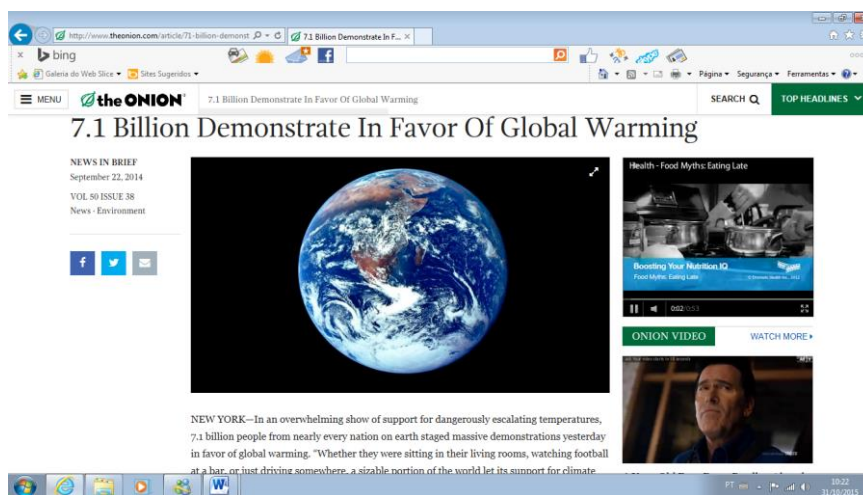 http://www.theonion.com/article/71-billion-demonst
7.1 Billion Demonstrate In F...
bing
Galeria do Web Slice
Sites Sugeridos
Página
Segurança
Ferramentas
MENU
the ONION
7.1 Billion Demonstrate In Favor Of Global Warming
SEARCH
TOP HEADLINES
7.1 Billion Demonstrate In Favor Of Global Warming
NEWS IN BRIEF
September 22, 2014
VOL 50 ISSUE 38
News · Environment
Health - Food Myths: Eating Late
Boosting Your Nutrition IQ
Food Myths: Eating Late
0:02/0:53
ONION VIDEO
WATCH MORE
NEW YORK—In an overwhelming show of support for dangerously escalating temperatures,
7.1 billion people from nearly every nation on earth staged massive demonstrations yesterday
in favor of global warming. "Whether they were sitting in their living rooms, watching football
at a bar, or just driving somewhere, a sizable portion of the world let its support for climate
PT
10:22
31/10/2015